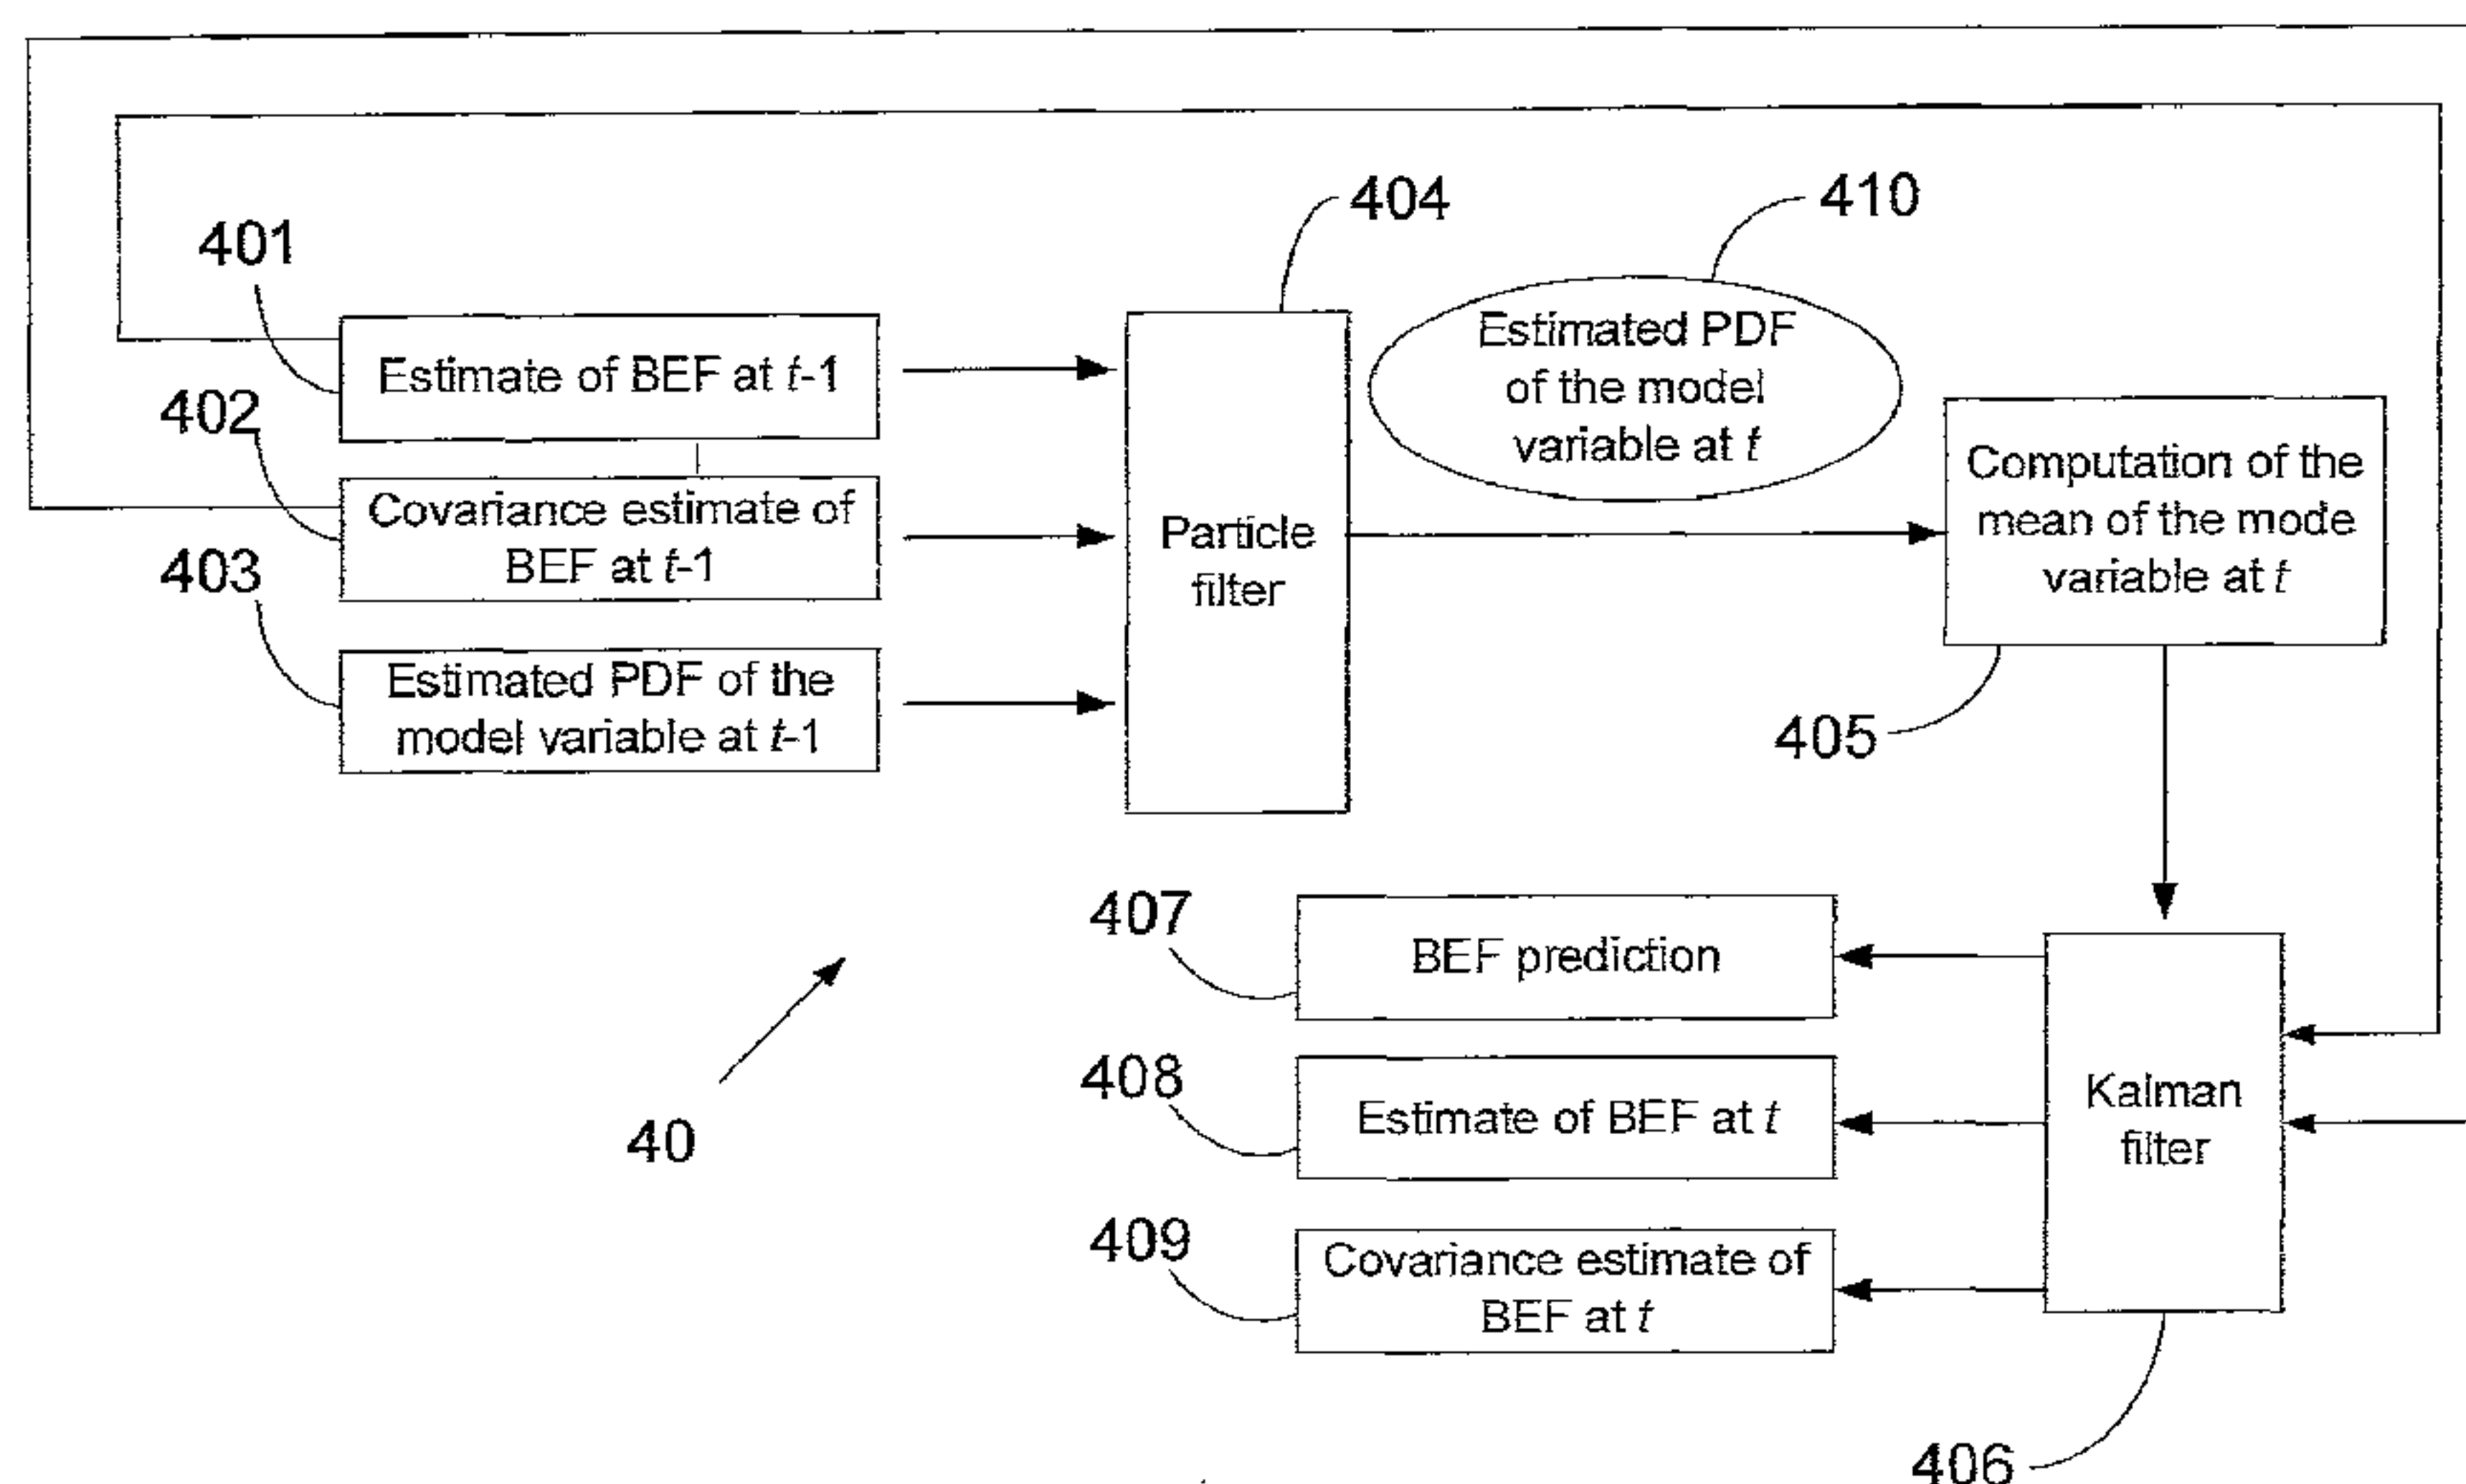 404
410
401
Estimate of BEF at t-1
402
Covariance estimate of
BEF at t-1
403
Estimated PDF of the
model variable at t-1
Particle
filter
Estimated PDF
of the model
variable at t
Computation of the
mean of the mode
variable at t
405
407
BEF prediction
408
Estimate of BEF at t
409
Covariance estimate of
BEF at t
Kalman
filter
40
406